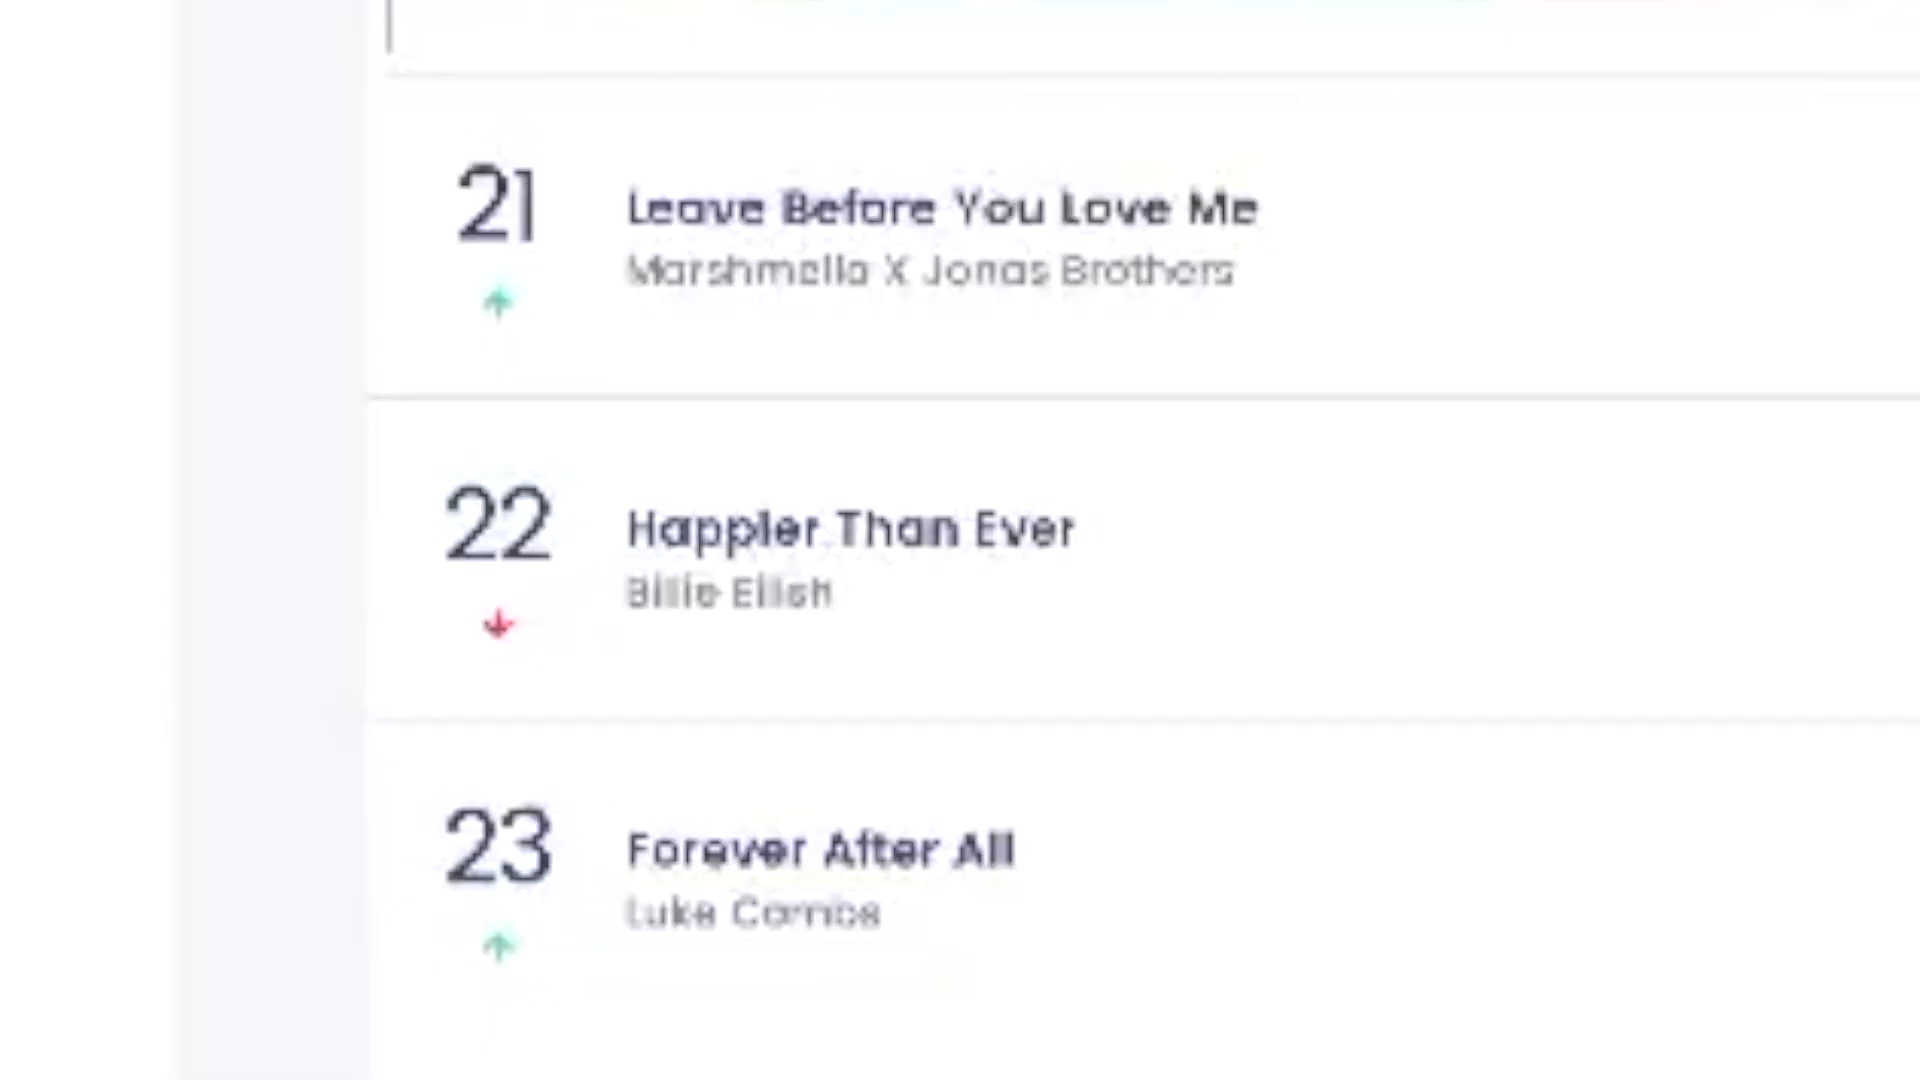 21
Leave Before You Love Me
Marshmello X Jonas Brothers
22
Happier Than Ever
Billie Eilish
23
Forever After All
Luke Combs